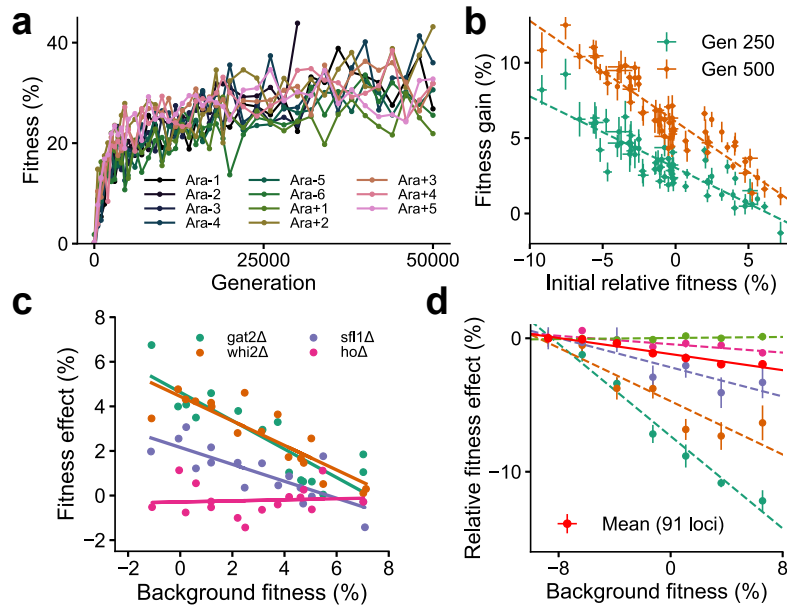 a
Fitness (%)
40
20
0
Ara-1
Ara-2
Ara-3
Ara-4
Ara-5
Ara-6
Ara+1
Ara+2
Ara+3
Ara+4
Ara+5
0 25000 50000
Generation
b
Fitness gain (%)
10
5
0
Gen 250
Gen 500
−10 −5 0 5
Initial relative fitness (%)
c
Fitness effect (%)
8
6
4
2
0
−2
gat2Δ
whi2Δ
sfl1Δ
hoΔ
−2 0 2 4 6 8
Background fitness (%)
d
Relative fitness effect (%)
0
−10
Mean (91 loci)
−8 0 8
Background fitness (%)